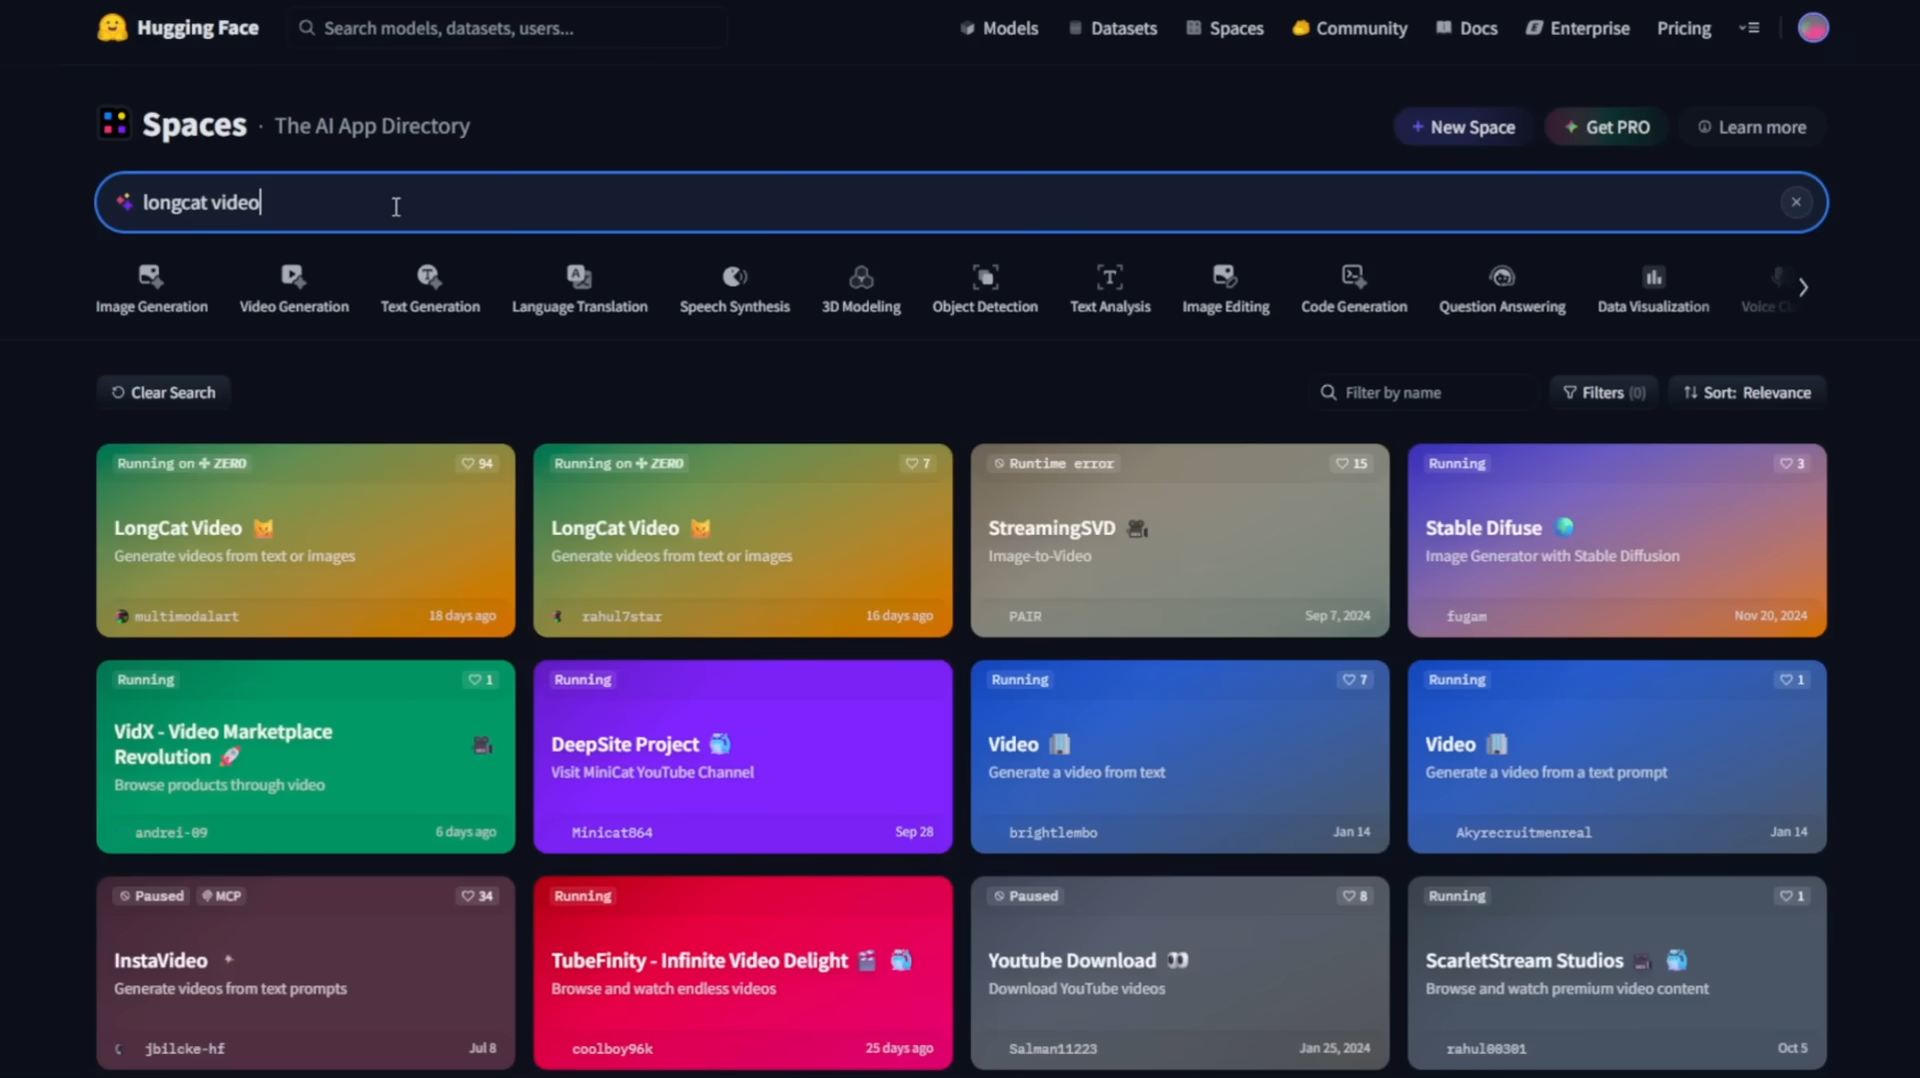 Hugging Face
Search models, datasets, users...
Models
Datasets
Spaces
Community
Docs
Enterprise
Pricing
Spaces · The AI App Directory
+ New Space
Get PRO
Learn more
longcat video
Image Generation
Video Generation
Text Generation
Language Translation
Speech Synthesis
3D Modeling
Object Detection
Text Analysis
Image Editing
Code Generation
Question Answering
Data Visualization
Clear Search
Filter by name
Filters (0)
Sort: Relevance
Running on ZERO
94
LongCat Video
Generate videos from text or images
multimodalart
18 days ago
Running on ZERO
7
LongCat Video
Generate videos from text or images
rahul7star
16 days ago
Runtime error
15
StreamingSVD
Image-to-Video
PAIR
Sep 7, 2024
Running
3
Stable Difuse
Image Generator with Stable Diffusion
fugam
Nov 20, 2024
Running
1
VidX - Video Marketplace
Revolution
Browse products through video
andrei-09
6 days ago
Running
DeepSite Project
Visit MiniCat YouTube Channel
Minicat864
Sep 28
Running
7
Video
Generate a video from text
brightlembo
Jan 14
Running
1
Video
Generate a video from a text prompt
Akyrecruitmenreal
Jan 14
Paused
MCP
34
InstaVideo
Generate videos from text prompts
jbilcke-hf
Jul 8
Running
TubeFinity - Infinite Video Delight
Browse and watch endless videos
coolboy96k
25 days ago
Paused
8
Youtube Download
Download YouTube videos
Salman11223
Jan 25, 2024
Running
1
ScarletStream Studios
Browse and watch premium video content
rahul00301
Oct 5